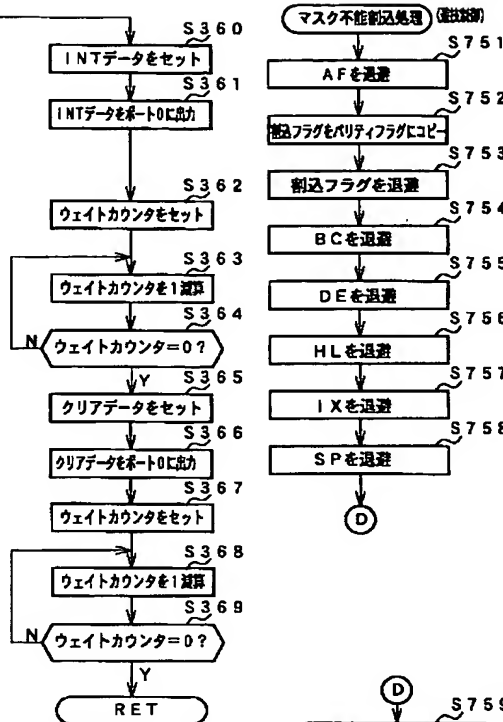 S360
INTデータをセット
S361
INTデータをポート0に出力
S362
ウェイトカウンタをセット
S363
ウェイトカウンタを1減算
S364
ウェイトカウンタ=0?
N
Y
S365
クリアデータをセット
S366
クリアデータをポート0に出力
S367
ウェイトカウンタをセット
S368
ウェイトカウンタを1減算
S369
ウェイトカウンタ=0?
N
Y
RET
マスク不能割込処理
S751
AFを退避
S752
割込フラグをパリティフラグにコピー
S753
割込フラグを退避
S754
BCを退避
S755
DEを退避
S756
HLを退避
S757
IXを退避
S758
SPを退避
D
D
S759